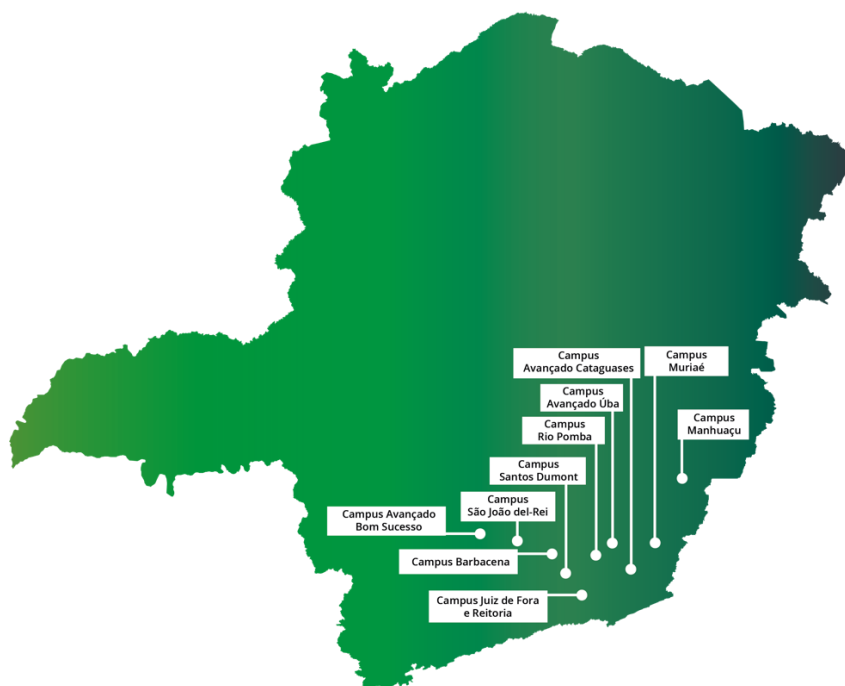 Campus
Avançado Cataguases
Campus
Muriaé
Campus
Avançado Úba
Campus
Manhuaçu
Campus
Rio Pomba
Campus
Santos Dumont
Campus
São João del-Rei
Campus Avançado
Bom Sucesso
Campus Barbacena
Campus Juiz de Fora
e Reitoria